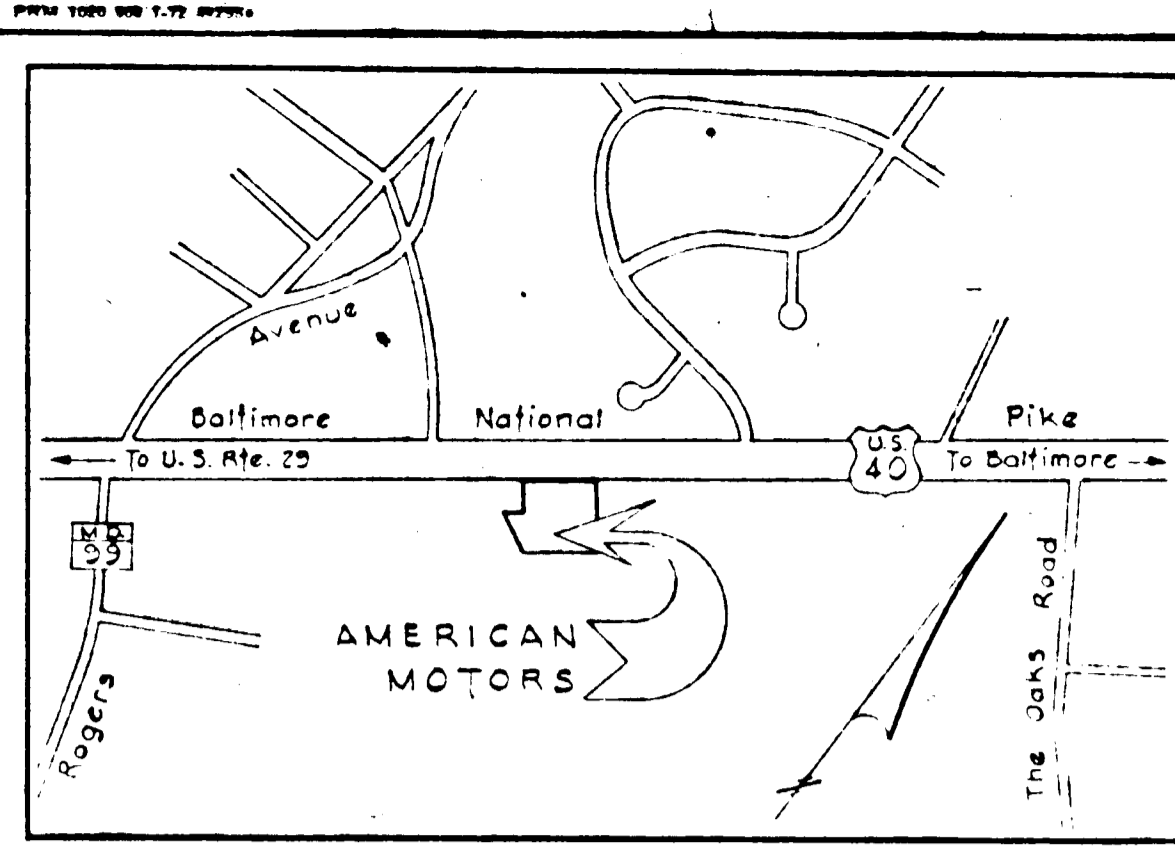 Avenue
Baltimore National Pike
To U.S. Rte. 29
U.S.
40
To Baltimore
MD.
99
AMERICAN
MOTORS
Rogers
The Oaks Road